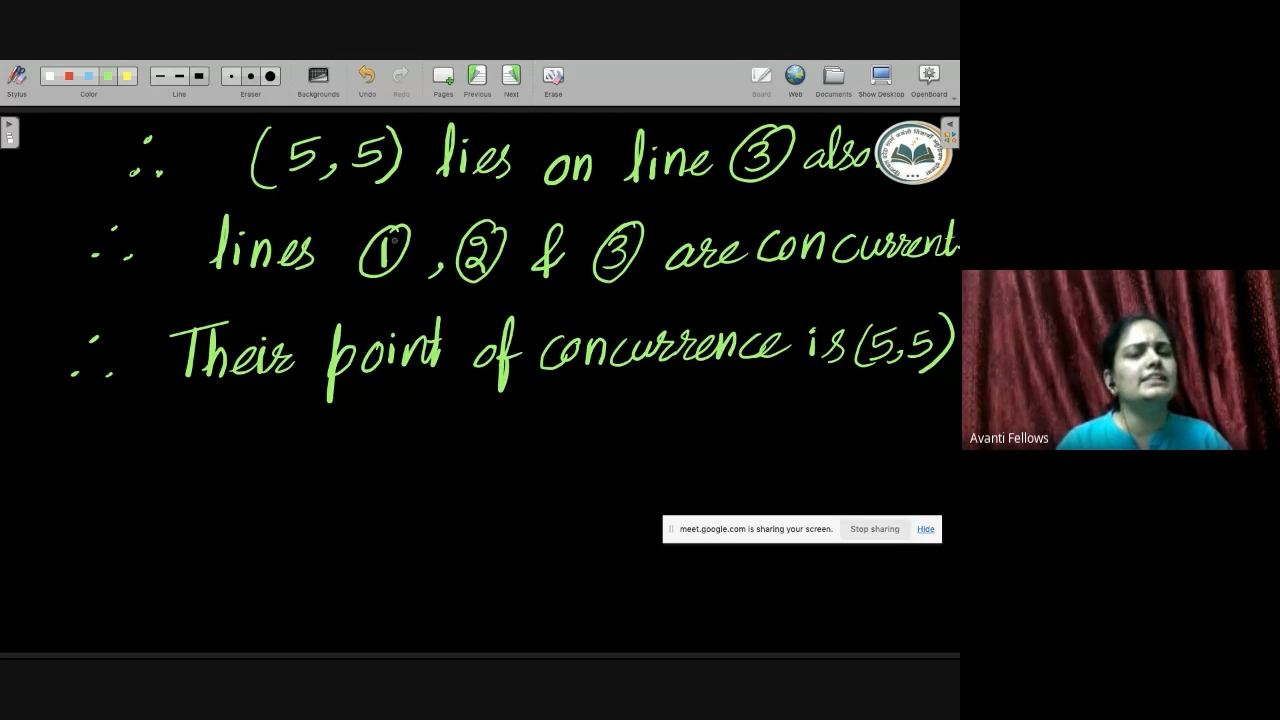 Stylus Color Line Eraser Backgrounds Undo Redo Pages Previous Next Erase Board Web Documents Show Desktop OpenBoard
∴ (5,5) lies on line ③ also.
∴ lines ①, ② & ③ are concurrent.
∴ Their point of concurrence is (5,5)
Avanti Fellows
meet.google.com is sharing your screen. Stop sharing Hide